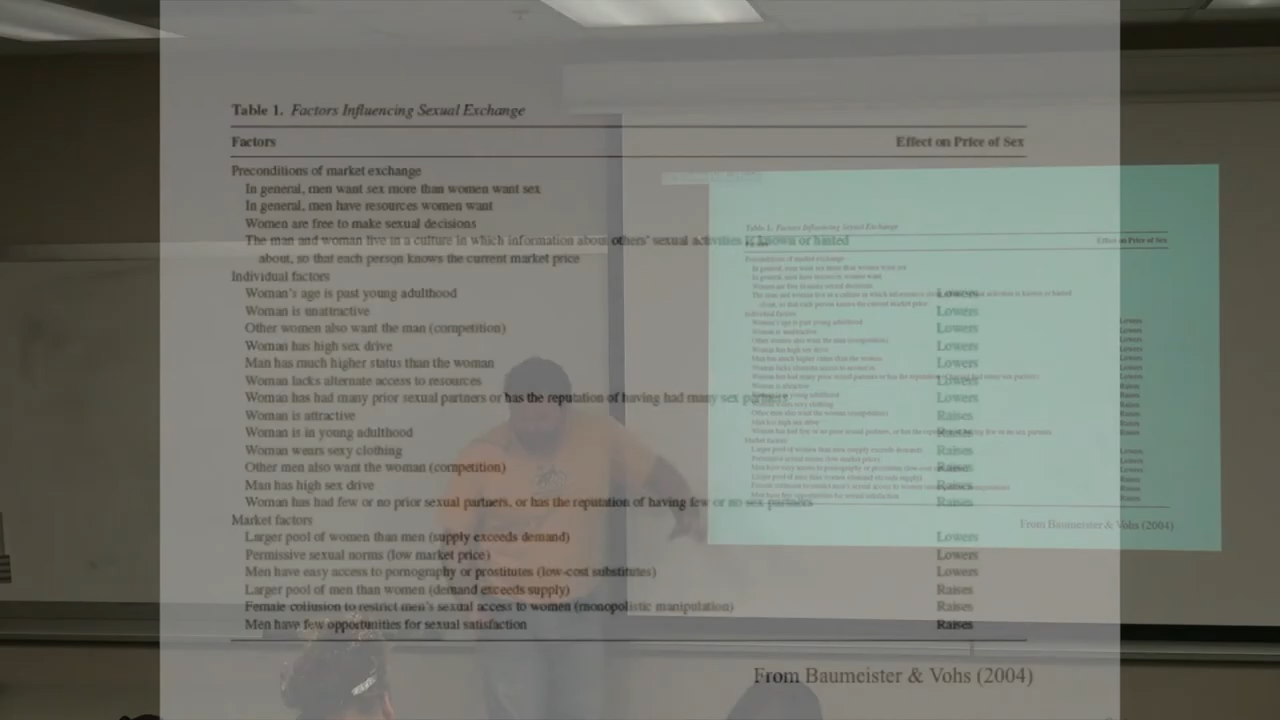 Table 1. Factors Influencing Sexual Exchange
Factors Effect on Price of Sex
Preconditions of market exchange
In general, men want sex more than women want sex
In general, men have resources women want
Women are free to make sexual decisions
The man and woman live in a culture in which information about others' sexual activities is known or hinted
about, so that each person knows the current market price
Individual factors
Woman's age is past young adulthood Lowers
Woman is unattractive Lowers
Other women also want the man (competition) Lowers
Woman has high sex drive Lowers
Man has much higher status than the woman Lowers
Woman lacks alternate access to resources Lowers
Woman has had many prior sexual partners or has the reputation of having had many sex partners Lowers
Woman is attractive Raises
Woman is in young adulthood Raises
Woman wears sexy clothing Raises
Other men also want the woman (competition) Raises
Man has high sex drive Raises
Woman has had few or no prior sexual partners, or has the reputation of having few or no sex partners Raises
Market factors
Larger pool of women than men (supply exceeds demand) Lowers
Permissive sexual norms (low market price) Lowers
Men have easy access to pornography or prostitutes (low-cost substitutes) Lowers
Larger pool of men than women (demand exceeds supply) Raises
Female collusion to restrict men's sexual access to women (monopolistic manipulation) Raises
Men have few opportunities for sexual satisfaction Raises
From Baumeister & Vohs (2004)
Table 1. Factors Influencing Sexual Exchange
Effect on Price of Sex
From Baumeister & Vohs (2004)